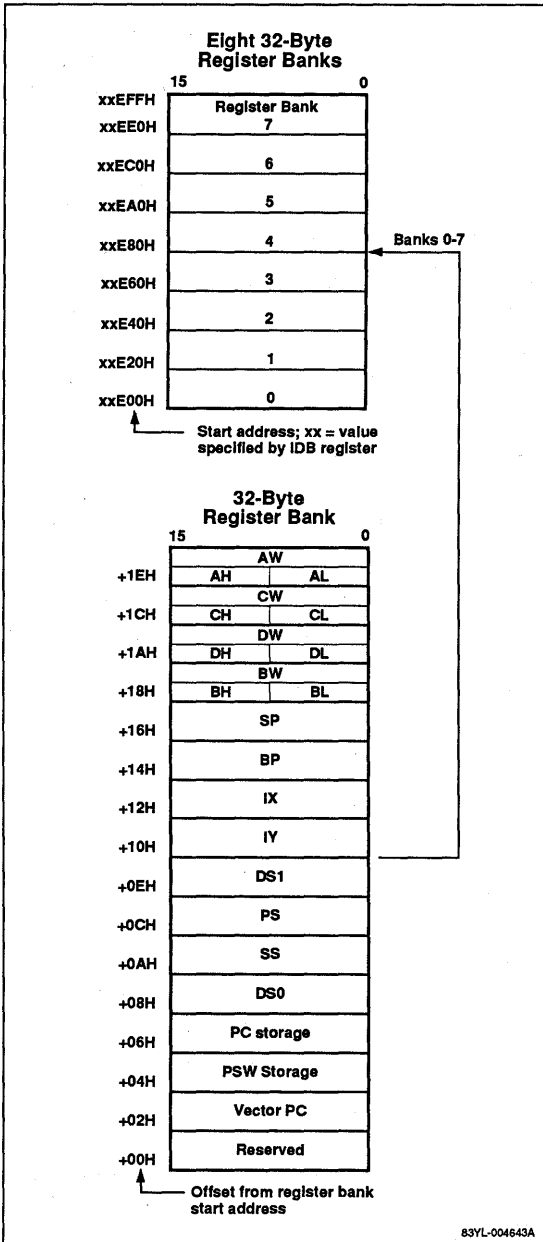 Eight 32-Byte
Register Banks
15 0
xxEFFH
Register Bank
xxEE0H 7
xxEC0H 6
xxEA0H 5
xxE80H 4 Banks 0-7
xxE60H 3
xxE40H 2
xxE20H 1
xxE00H 0
Start address; xx = value
specified by IDB register
32-Byte
Register Bank
15 0
AW
+1EH AH AL
CW
+1CH CH CL
DW
+1AH DH DL
BW
+18H BH BL
+16H SP
+14H BP
+12H IX
+10H IY
+0EH DS1
+0CH PS
+0AH SS
+08H DS0
+06H PC storage
+04H PSW Storage
+02H Vector PC
+00H Reserved
Offset from register bank
start address
83YL-004643A